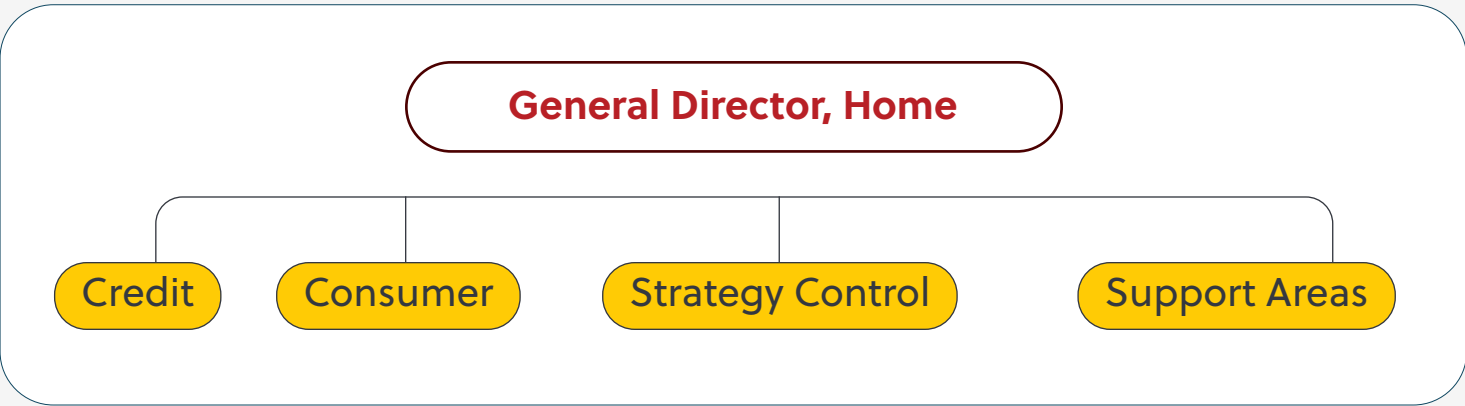 General Director, Home
Credit
Consumer
Strategy Control
Support Areas